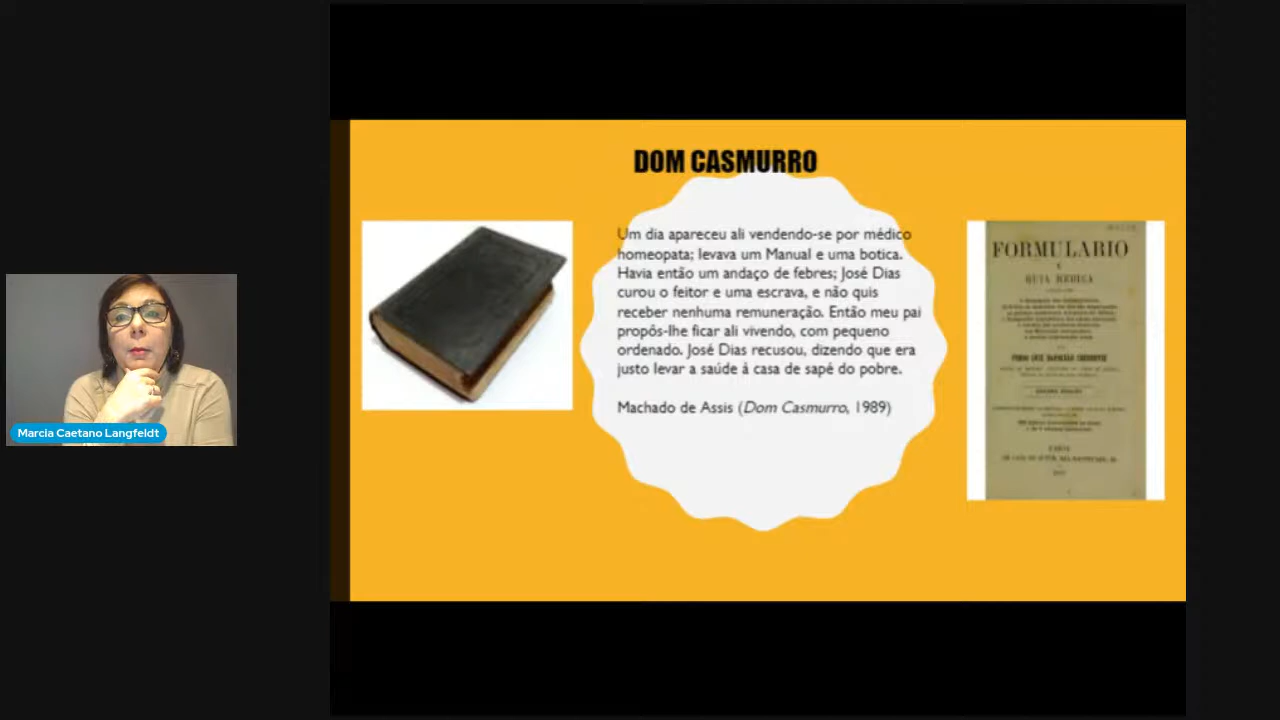 DOM CASMURRO
Um dia apareceu ali vendendo-se por médico
homeopata; levava um Manual e uma botica.
Havia então um andaço de febres; José Dias
curou o feitor e uma escrava, e não quis
receber nenhuma remuneração. Então meu pai
propôs-lhe ficar ali vivendo, com pequeno
ordenado. José Dias recusou, dizendo que era
justo levar a saúde à casa de sapé do pobre.
Machado de Assis (Dom Casmurro, 1989)
FORMULARIO
GUIA MEDICA
Marcia Caetano Langfeldt